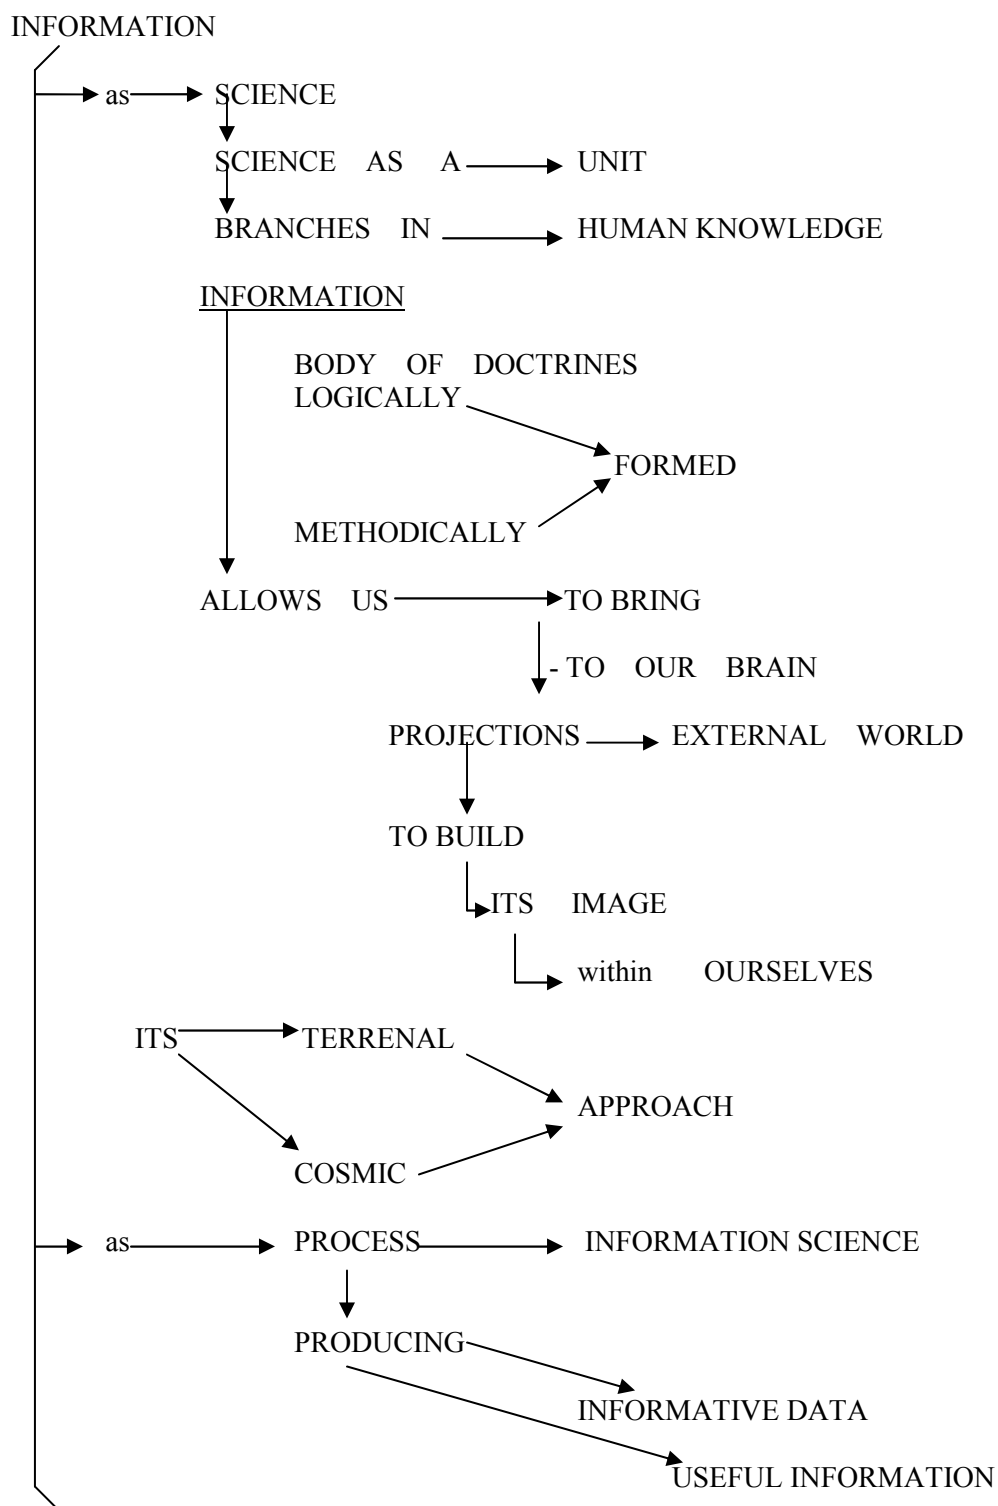 INFORMATION
as SCIENCE
SCIENCE AS A UNIT
BRANCHES IN HUMAN KNOWLEDGE
INFORMATION
BODY OF DOCTRINES
LOGICALLY
FORMED
METHODICALLY
ALLOWS US TO BRING
- TO OUR BRAIN
PROJECTIONS EXTERNAL WORLD
TO BUILD
ITS IMAGE
within OURSELVES
ITS TERRENAL
APPROACH
COSMIC
as PROCESS INFORMATION SCIENCE
PRODUCING
INFORMATIVE DATA
USEFUL INFORMATION